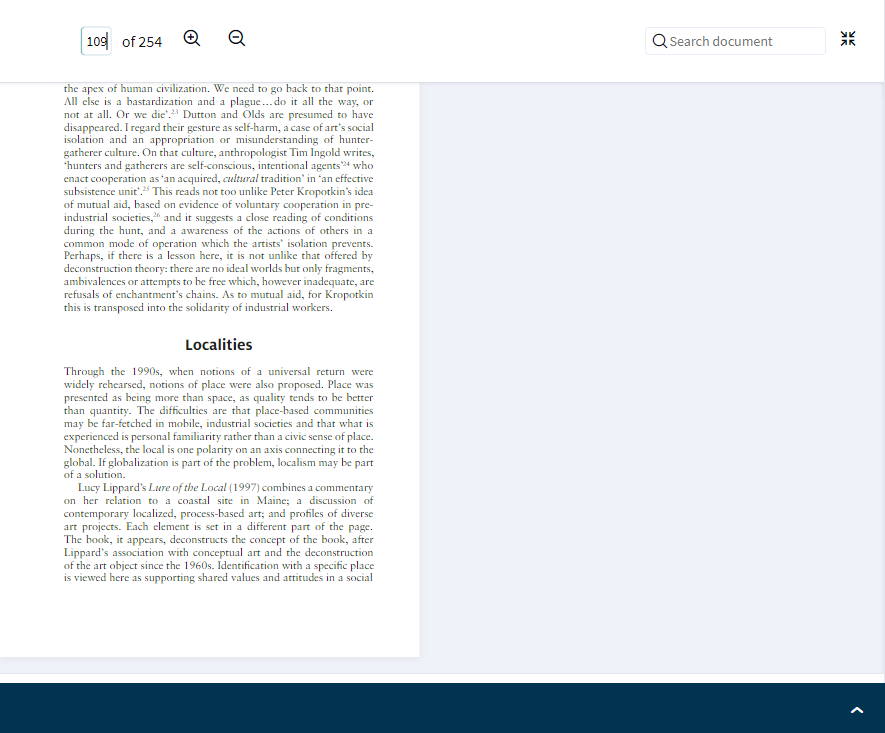 109 of 254
Search document
the apex of human civilization. We need to go back to that point.
All else is a bastardization and a plague…do it all the way, or
not at all. Or we die’.23 Dutton and Olds are presumed to have
disappeared. I regard their gesture as self-harm, a case of art’s social
isolation and an appropriation or misunderstanding of hunter-
gatherer culture. On that culture, anthropologist Tim Ingold writes,
‘hunters and gatherers are self-conscious, intentional agents’24 who
enact cooperation as ‘an acquired, cultural tradition’ in ‘an effective
subsistence unit’.25 This reads not too unlike Peter Kropotkin’s idea
of mutual aid, based on evidence of voluntary cooperation in pre-
industrial societies,26 and it suggests a close reading of conditions
during the hunt, and a awareness of the actions of others in a
common mode of operation which the artists’ isolation prevents.
Perhaps, if there is a lesson here, it is not unlike that offered by
deconstruction theory: there are no ideal worlds but only fragments,
ambivalences or attempts to be free which, however inadequate, are
refusals of enchantment’s chains. As to mutual aid, for Kropotkin
this is transposed into the solidarity of industrial workers.
Localities
Through the 1990s, when notions of a universal return were
widely rehearsed, notions of place were also proposed. Place was
presented as being more than space, as quality tends to be better
than quantity. The difficulties are that place-based communities
may be far-fetched in mobile, industrial societies and that what is
experienced is personal familiarity rather than a civic sense of place.
Nonetheless, the local is one polarity on an axis connecting it to the
global. If globalization is part of the problem, localism may be part
of a solution.
Lucy Lippard’s Lure of the Local (1997) combines a commentary
on her relation to a coastal site in Maine; a discussion of
contemporary localized, process-based art; and profiles of diverse
art projects. Each element is set in a different part of the page.
The book, it appears, deconstructs the concept of the book, after
Lippard’s association with conceptual art and the deconstruction
of the art object since the 1960s. Identification with a specific place
is viewed here as supporting shared values and attitudes in a social